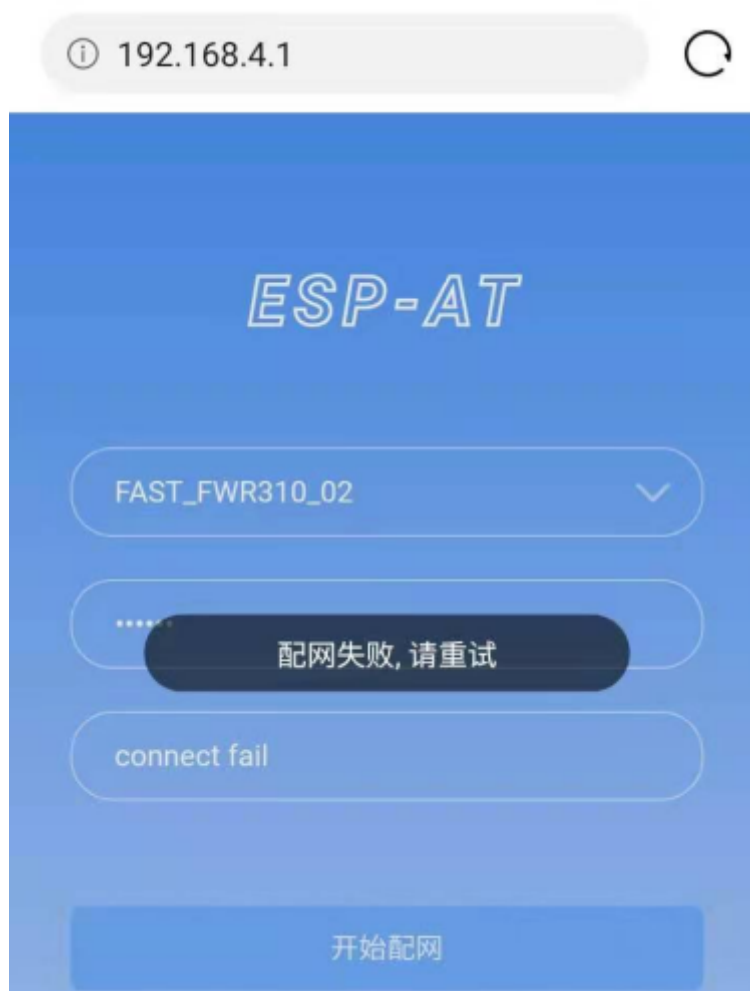 192.168.4.1
ESP-AT
FAST_FWR310_02
配网失败, 请重试
connect fail
开始配网